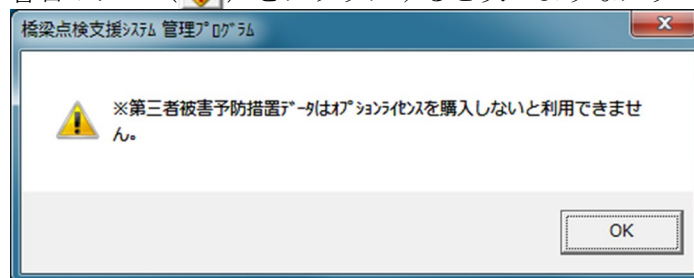 橋梁点検支援ｼｽﾃﾑ 管理ﾌﾟﾛｸﾞﾗﾑ
※第三者被害予防措置ﾃﾞｰﾀはｵﾌﾟｼｮﾝﾗｲｾﾝｽを購入しないと利用できませ
ん。
OK